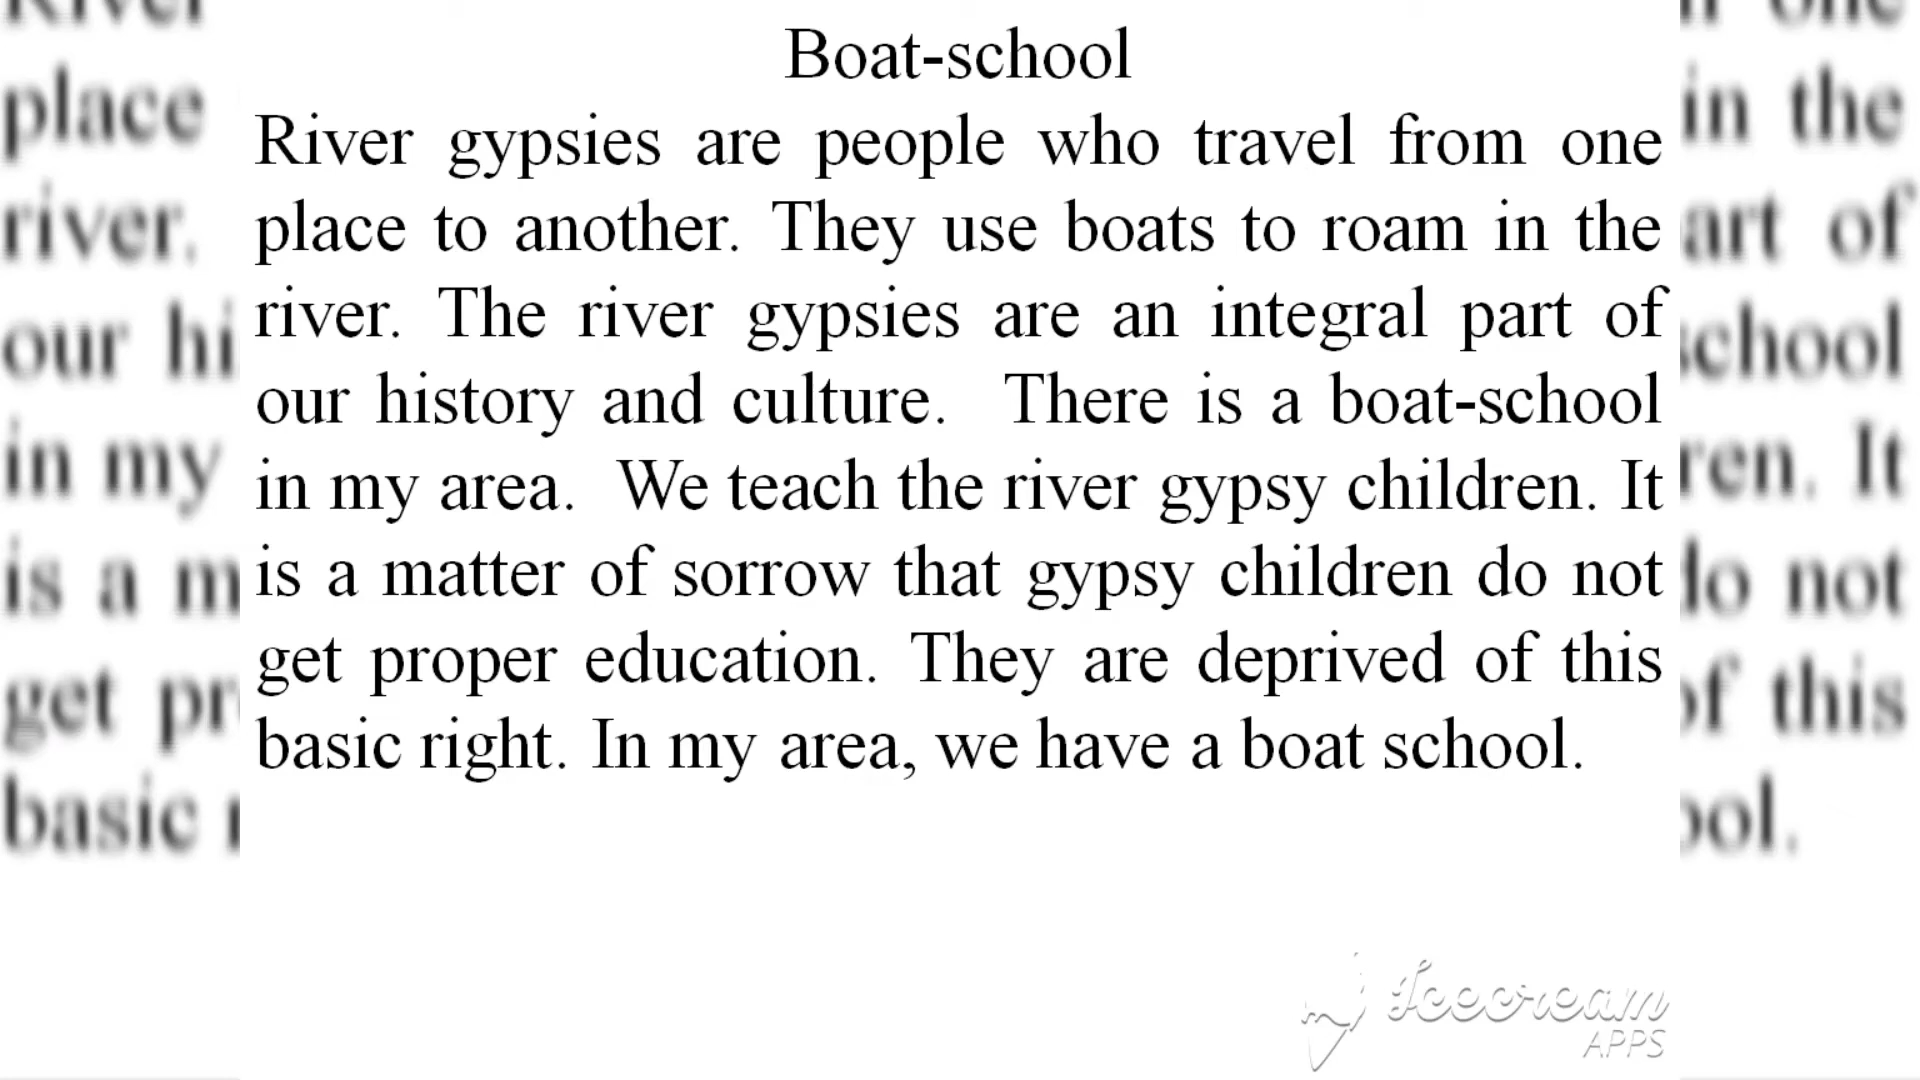 Boat-school
River gypsies are people who travel from one
place to another. They use boats to roam in the
river. The river gypsies are an integral part of
our history and culture.  There is a boat-school
in my area.  We teach the river gypsy children. It
is a matter of sorrow that gypsy children do not
get proper education. They are deprived of this
basic right. In my area, we have a boat school.
Icecream
APPS